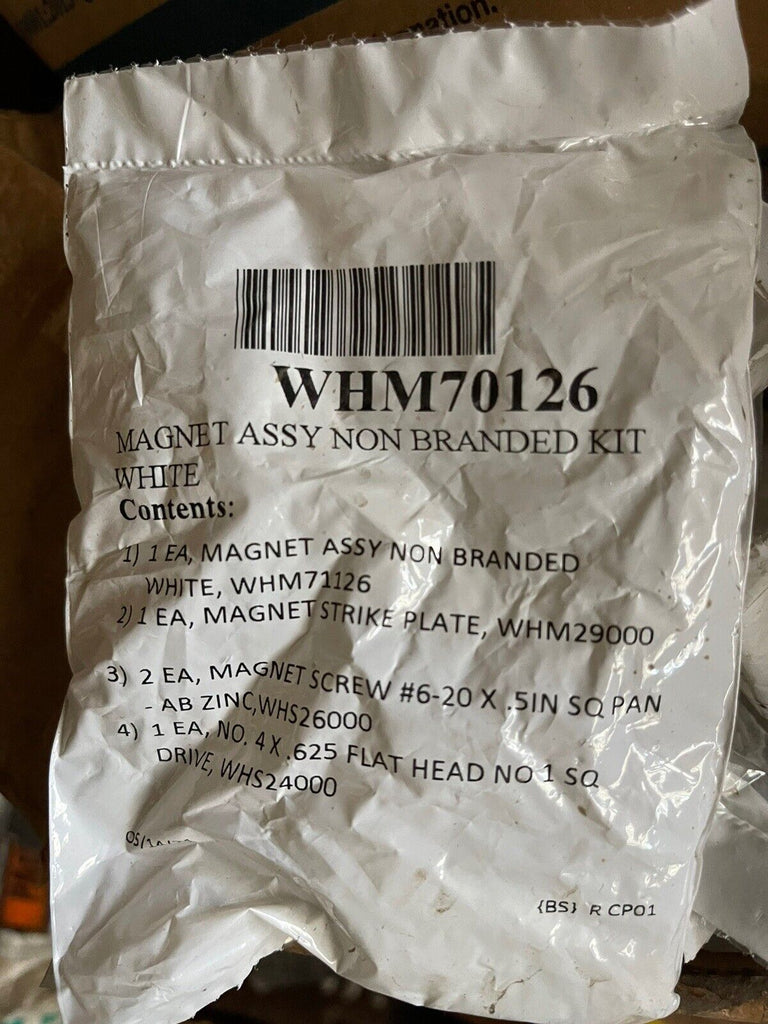 WHM70126
MAGNET ASSY NON BRANDED KIT
WHITE
Contents:
1) 1 EA, MAGNET ASSY NON BRANDED
WHITE, WHM71126
2) 1 EA, MAGNET STRIKE PLATE, WHM29000
3) 2 EA, MAGNET SCREW #6-20 X .5IN SQ PAN
- AB ZINC,WHS26000
4) 1 EA, NO. 4 X .625 FLAT HEAD NO 1 SQ
DRIVE, WHS24000
{BS} R CP01